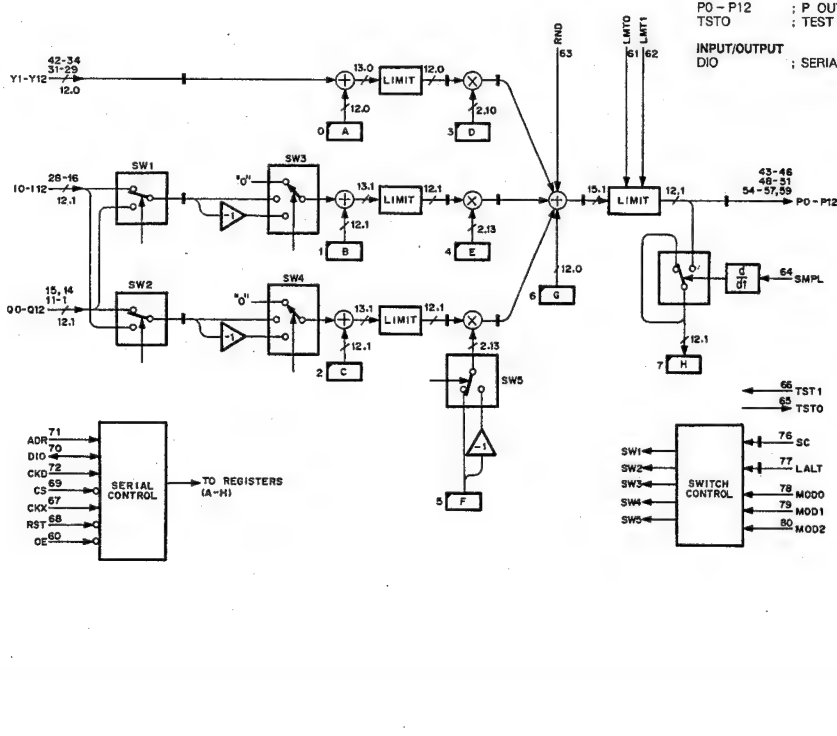 P0 - P12 ; P OU
TSTO ; TEST
INPUT/OUTPUT
DIO ; SERIA
RND
63
LMT0
61
LMT1
62
42-34
31-29
Y1-Y12
12.0
13.0
LIMIT
12.0
12.0
0 A
2.10
3 D
SW1
SW3
"0"
-1
I0-I12
28-16
12.1
13.1
LIMIT
12.1
12.1
1 B
2.13
4 E
15.1
LIMIT
12.1
43-46
48-51
54-57,59
P0-P12
12.0
6 G
d
dt
64
SMPL
12.1
7 H
SW2
SW4
"0"
-1
15, 14
11-1
Q0-Q12
12.1
13.1
LIMIT
12.1
12.1
2 C
2.13
SW5
-1
5 F
66
TST1
65
TSTO
ADR 71
DIO 70
CKD 72
CS 69
CKX 67
RST 68
OE 60
SERIAL
CONTROL
TO REGISTERS
(A-H)
SW1
SW2
SW3
SW4
SW5
SWITCH
CONTROL
76 SC
77 LALT
78 MOD0
79 MOD1
80 MOD2